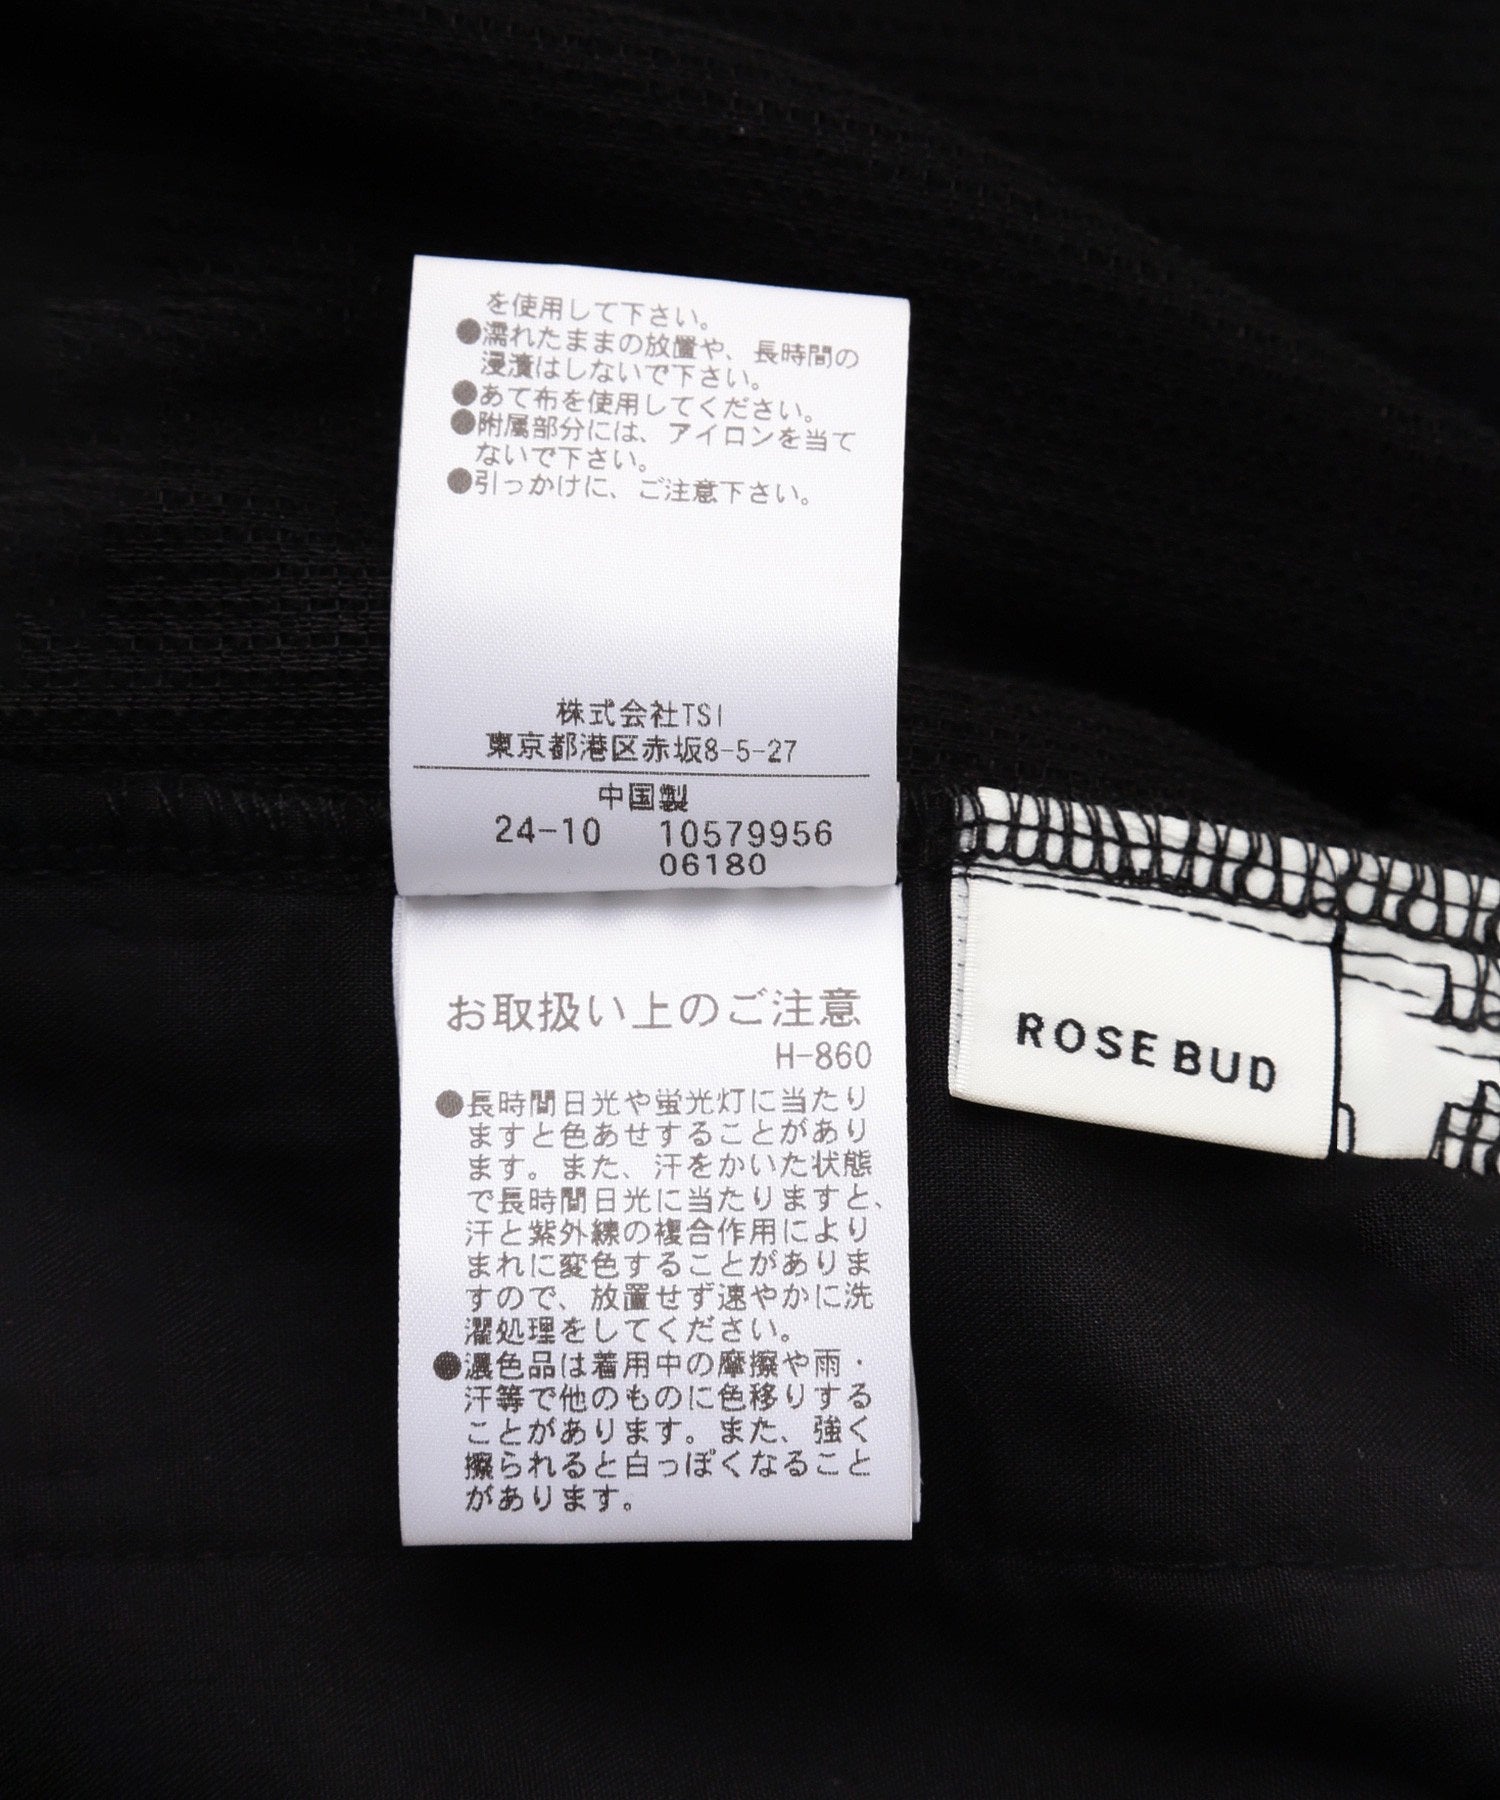 を使用して下さい。
●濡れたままの放置や、長時間の
浸漬はしないで下さい。
●あて布を使用してください。
●附属部分には、アイロンを当て
ないで下さい。
●引っかけに、ご注意下さい。
株式会社TSI
東京都港区赤坂8-5-27
中国製
24-10 10579956
06180
お取扱い上のご注意
H-860
●長時間日光や蛍光灯に当たり
ますと色あせすることがあり
ます。また、汗をかいた状態
で長時間日光に当たりますと、
汗と紫外線の複合作用により
まれに変色することがありま
すので、放置せず速やかに洗
濯処理をしてください。
●濃色品は着用中の摩擦や雨・
汗等で他のものに色移りする
ことがあります。また、強く
擦られると白っぽくなること
があります。
ROSE BUD